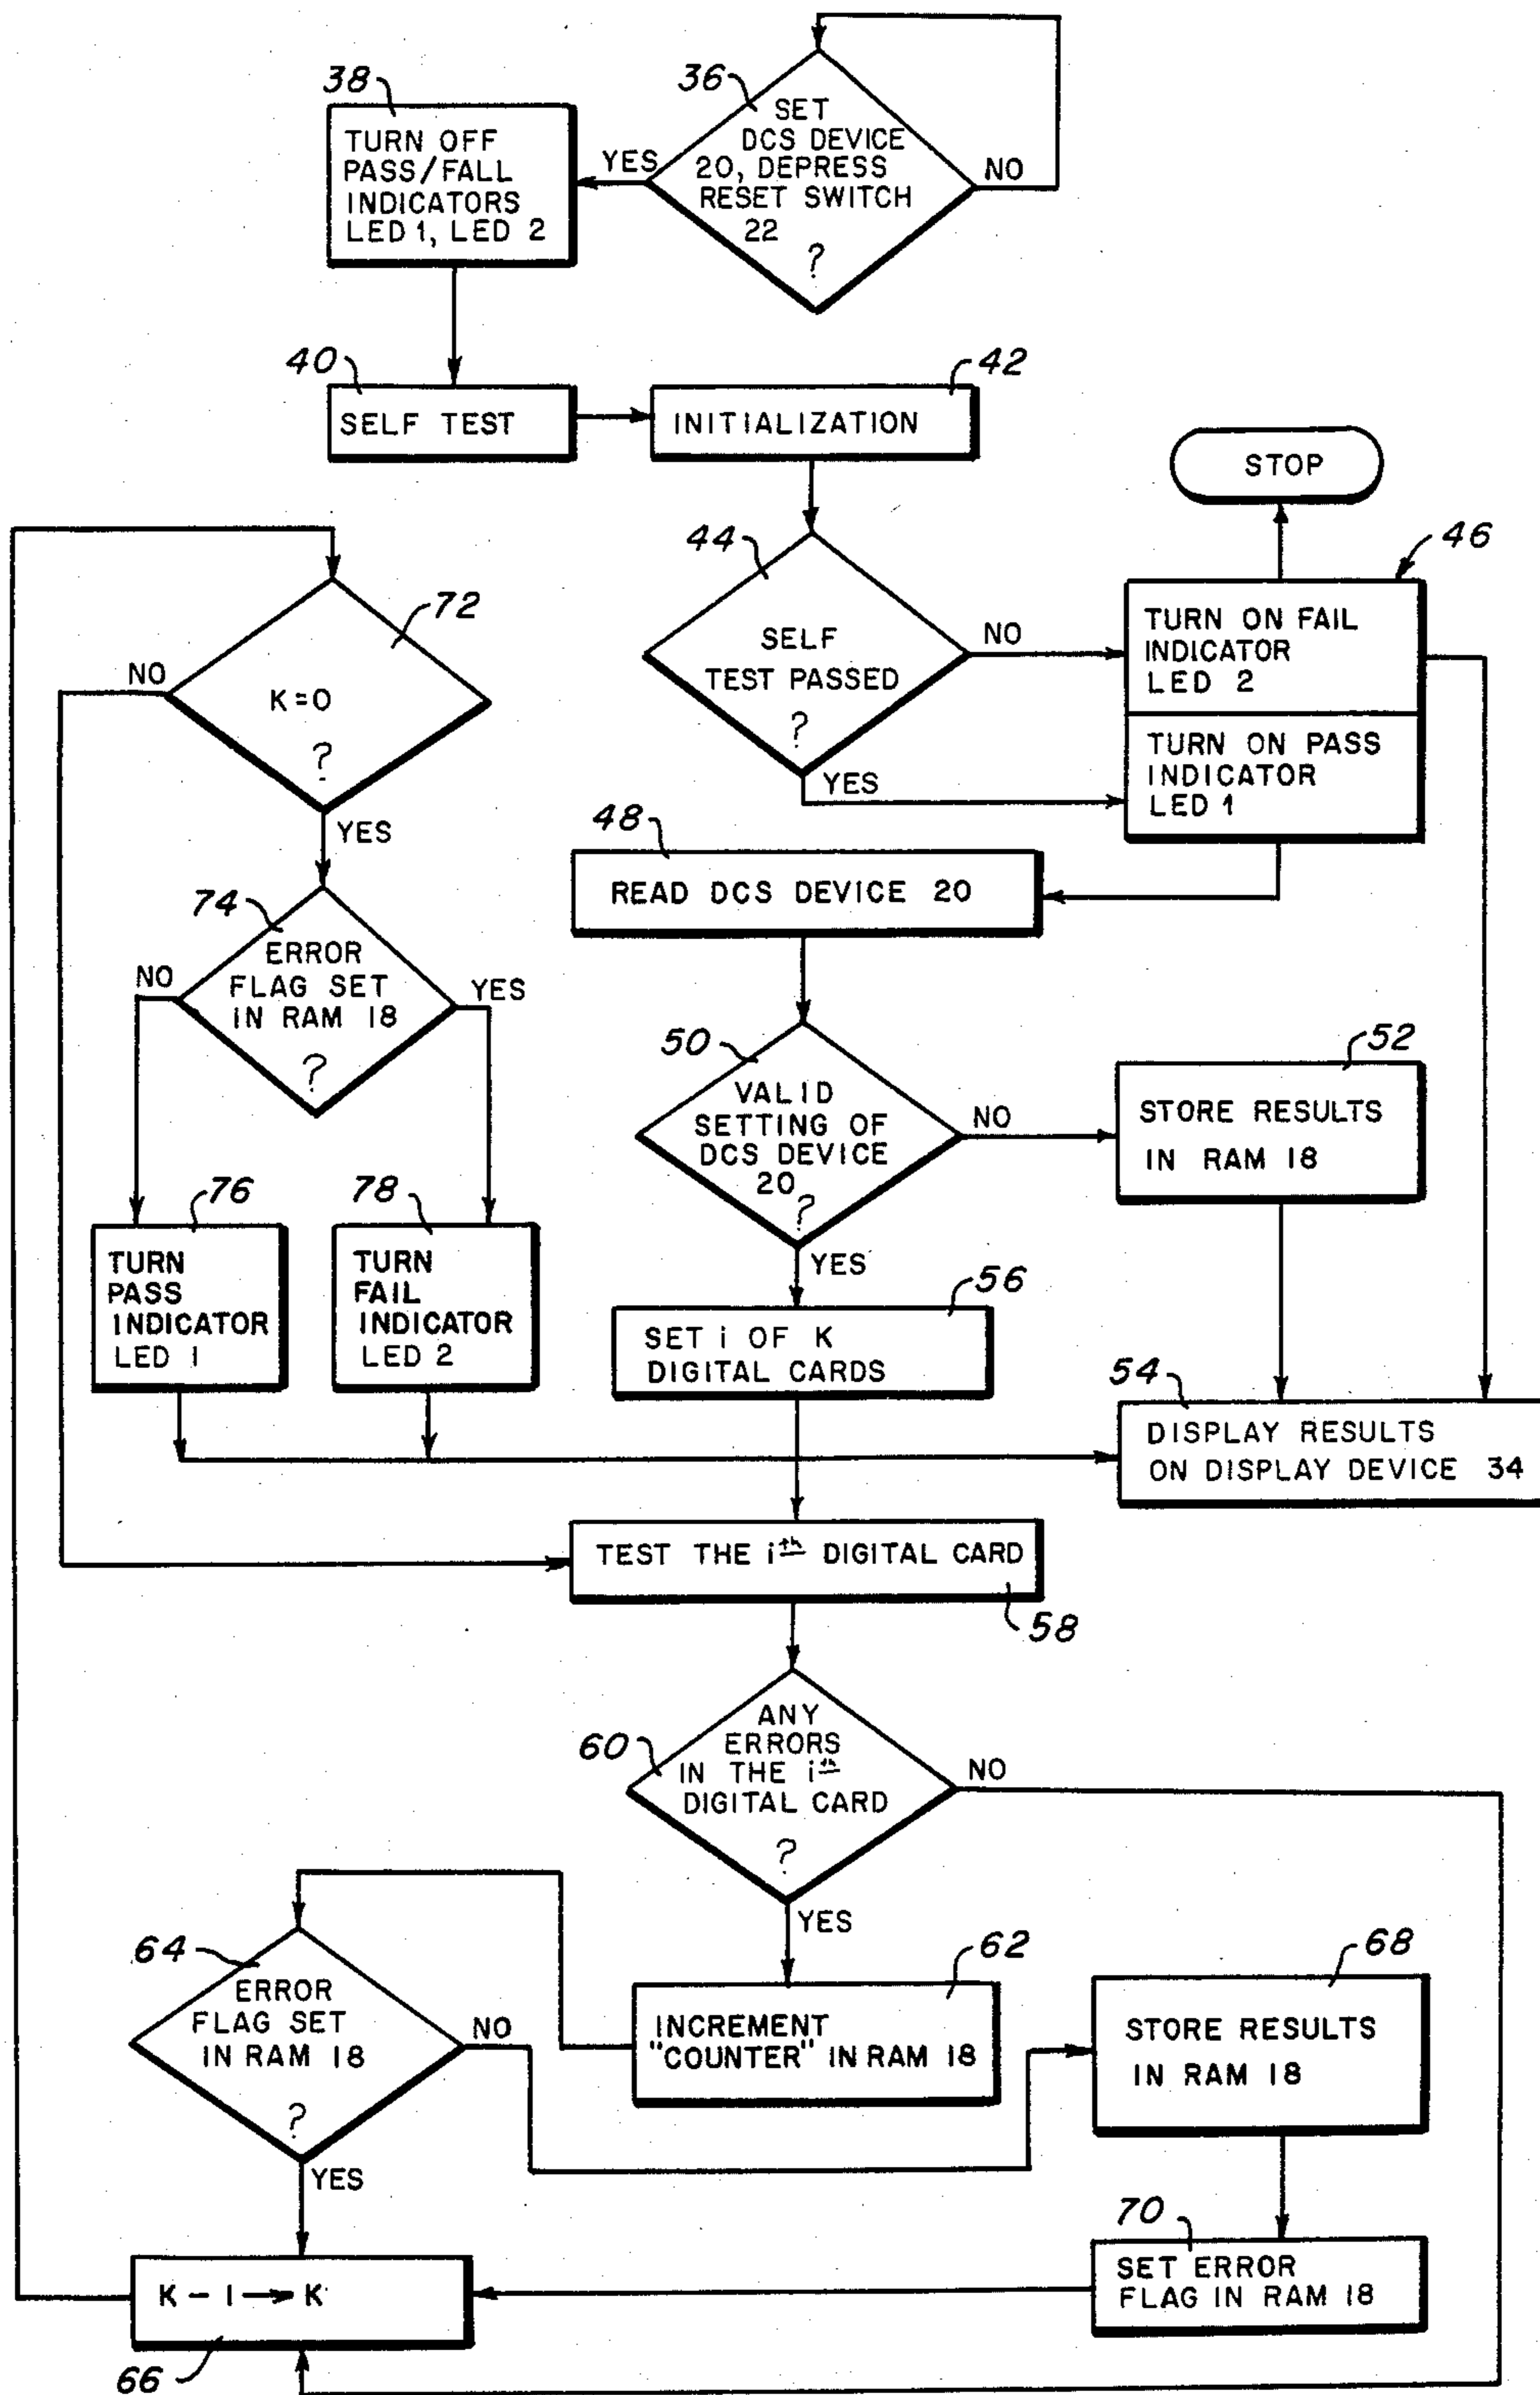 36
SET
DCS DEVICE
20, DEPRESS
RESET SWITCH
22
?
YES
NO
38
TURN OFF
PASS/FALL
INDICATORS
LED 1, LED 2
40
SELF TEST
42
INITIALIZATION
STOP
44
SELF
TEST PASSED
?
NO
YES
46
TURN ON FAIL
INDICATOR
LED 2
TURN ON PASS
INDICATOR
LED 1
72
K=0
?
NO
YES
48
READ DCS DEVICE 20
74
ERROR
FLAG SET
IN RAM 18
?
NO
YES
50
VALID
SETTING OF
DCS DEVICE
20
?
NO
YES
52
STORE RESULTS
IN RAM 18
76
TURN
PASS
INDICATOR
LED 1
78
TURN
FAIL
INDICATOR
LED 2
56
SET i OF K
DIGITAL CARDS
54
DISPLAY RESULTS
ON DISPLAY DEVICE 34
TEST THE ith DIGITAL CARD
58
60
ANY
ERRORS
IN THE ith
DIGITAL CARD
?
NO
YES
62
INCREMENT
"COUNTER" IN RAM 18
64
ERROR
FLAG SET
IN RAM 18
?
NO
YES
68
STORE RESULTS
IN RAM 18
70
SET ERROR
FLAG IN RAM 18
K - 1 → K
66